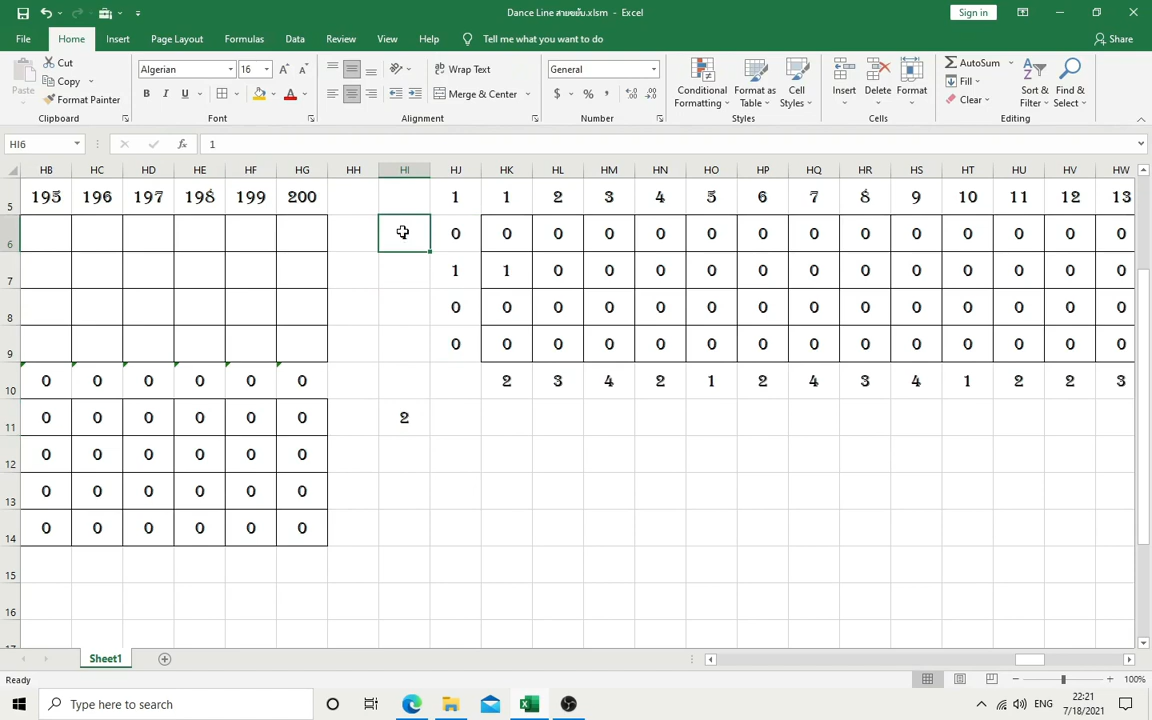 Dance Line สายขยับ.xlsm - Excel
Sign in
File Home Insert Page Layout Formulas Data Review View Help Tell me what you want to do Share
Paste Cut Copy Format Painter Clipboard
Algerian 16 B I U A A A Font
Wrap Text Merge & Center Alignment
General $ % , Number
Conditional Formatting Format as Table Cell Styles Styles
Insert Delete Format Cells
AutoSum Fill Clear Sort & Filter Find & Select Editing
HI6 fx 1
HB HC HD HE HF HG HH HI HJ HK HL HM HN HO HP HQ HR HS HT HU HV HW
5 195 196 197 198 199 200 1 1 2 3 4 5 6 7 8 9 10 11 12 13
6 0 0 0 0 0 0 0 0 0 0 0 0 0 0
7 1 1 0 0 0 0 0 0 0 0 0 0 0 0
8 0 0 0 0 0 0 0 0 0 0 0 0 0 0
9 0 0 0 0 0 0 0 0 0 0 0 0 0 0
10 0 0 0 0 0 0 2 3 4 2 1 2 4 3 4 1 2 2 3
11 0 0 0 0 0 0 2
12 0 0 0 0 0 0
13 0 0 0 0 0 0
14 0 0 0 0 0 0
15
16
17
Sheet1
Ready 100%
Type here to search
ENG 22:21
7/18/2021